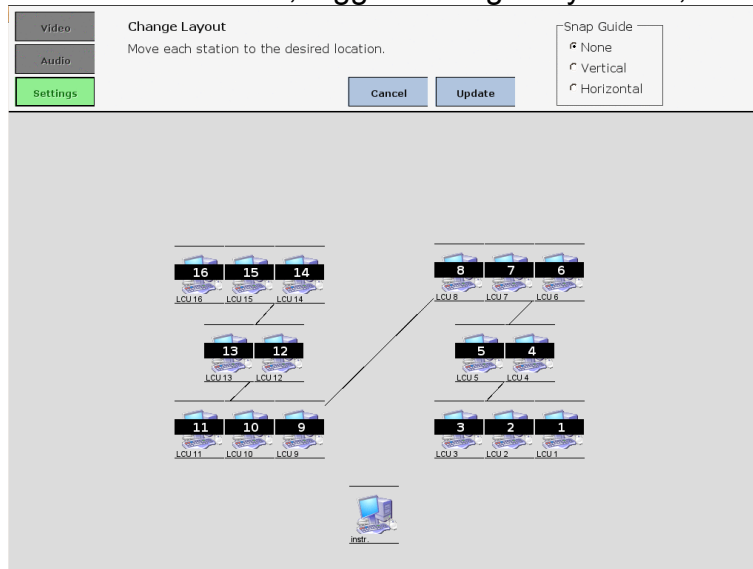 Video
Audio
Settings
Change Layout
Move each station to the desired location.
Cancel
Update
Snap Guide
None
Vertical
Horizontal
16 15 14
LCU 16 LCU 15 LCU 14
8 7 6
LCU 8 LCU 7 LCU 6
13 12
LCU 13 LCU 12
5 4
LCU 5 LCU 4
11 10 9
LCU 11 LCU 10 LCU 9
3 2 1
LCU 3 LCU 2 LCU 1
instr.